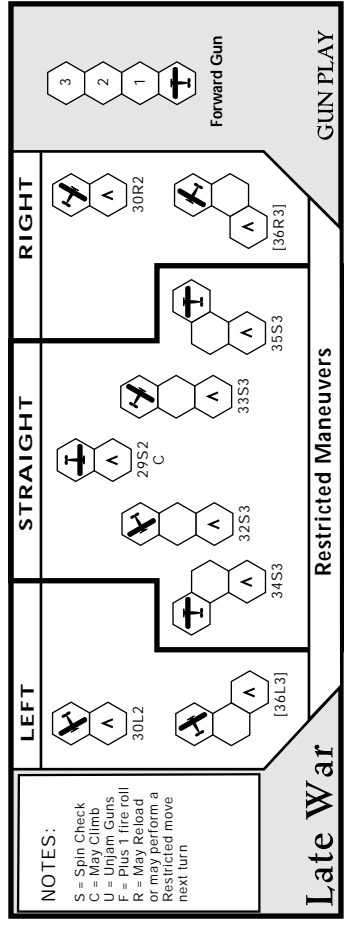 NOTES:
S = Spin Check
C = May Climb
U = Unjam Guns
F = Plus 1 fire roll
R = May Reload
or may perform a
Restricted move
next turn
Late War
LEFT
30L2
[36L3]
STRAIGHT
34S3
32S3
29S2
C
33S3
35S3
RIGHT
30R2
[36R3]
Restricted Maneuvers
3
2
1
Forward Gun
GUN PLAY